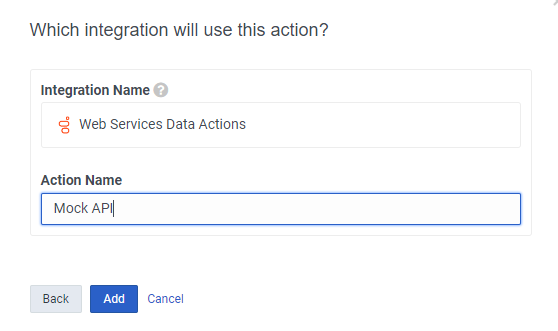 Which integration will use this action?
Integration Name ?
Web Services Data Actions
Action Name
Mock API
Back Add Cancel